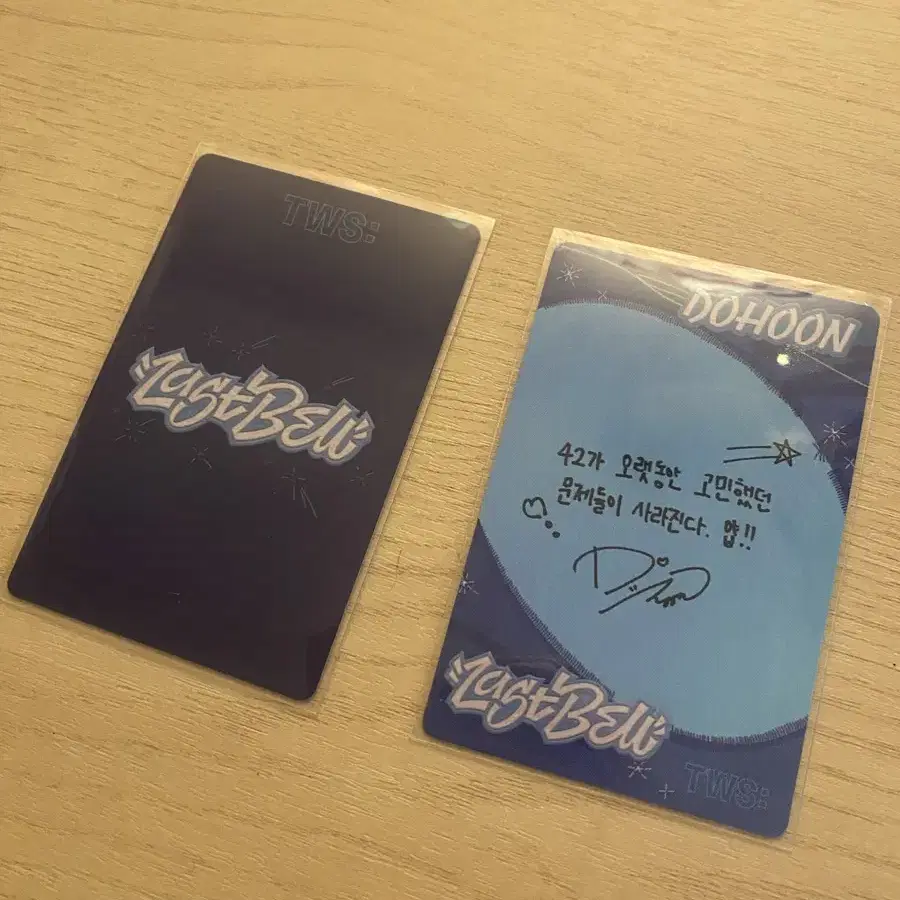 TWS:
LastBell
DOHOON
42가 오랫동안 고민했던
문제들이 사라진다. 얍!!
LastBell
TWS: